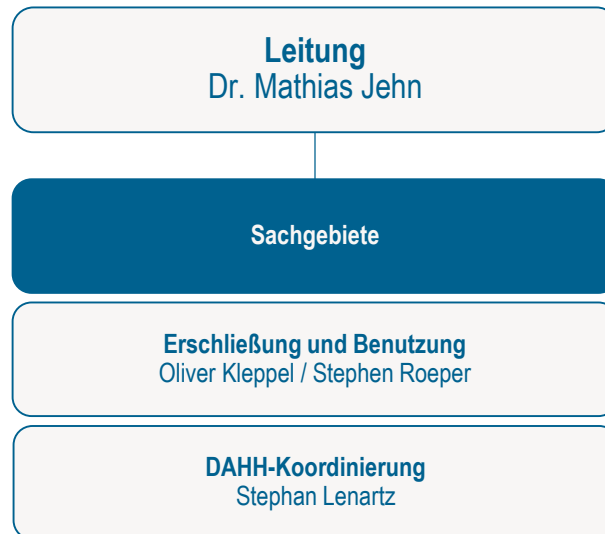 Leitung
Dr. Mathias Jehn
Sachgebiete
Erschließung und Benutzung
Oliver Kleppel / Stephen Roeper
DAHH-Koordinierung
Stephan Lenartz